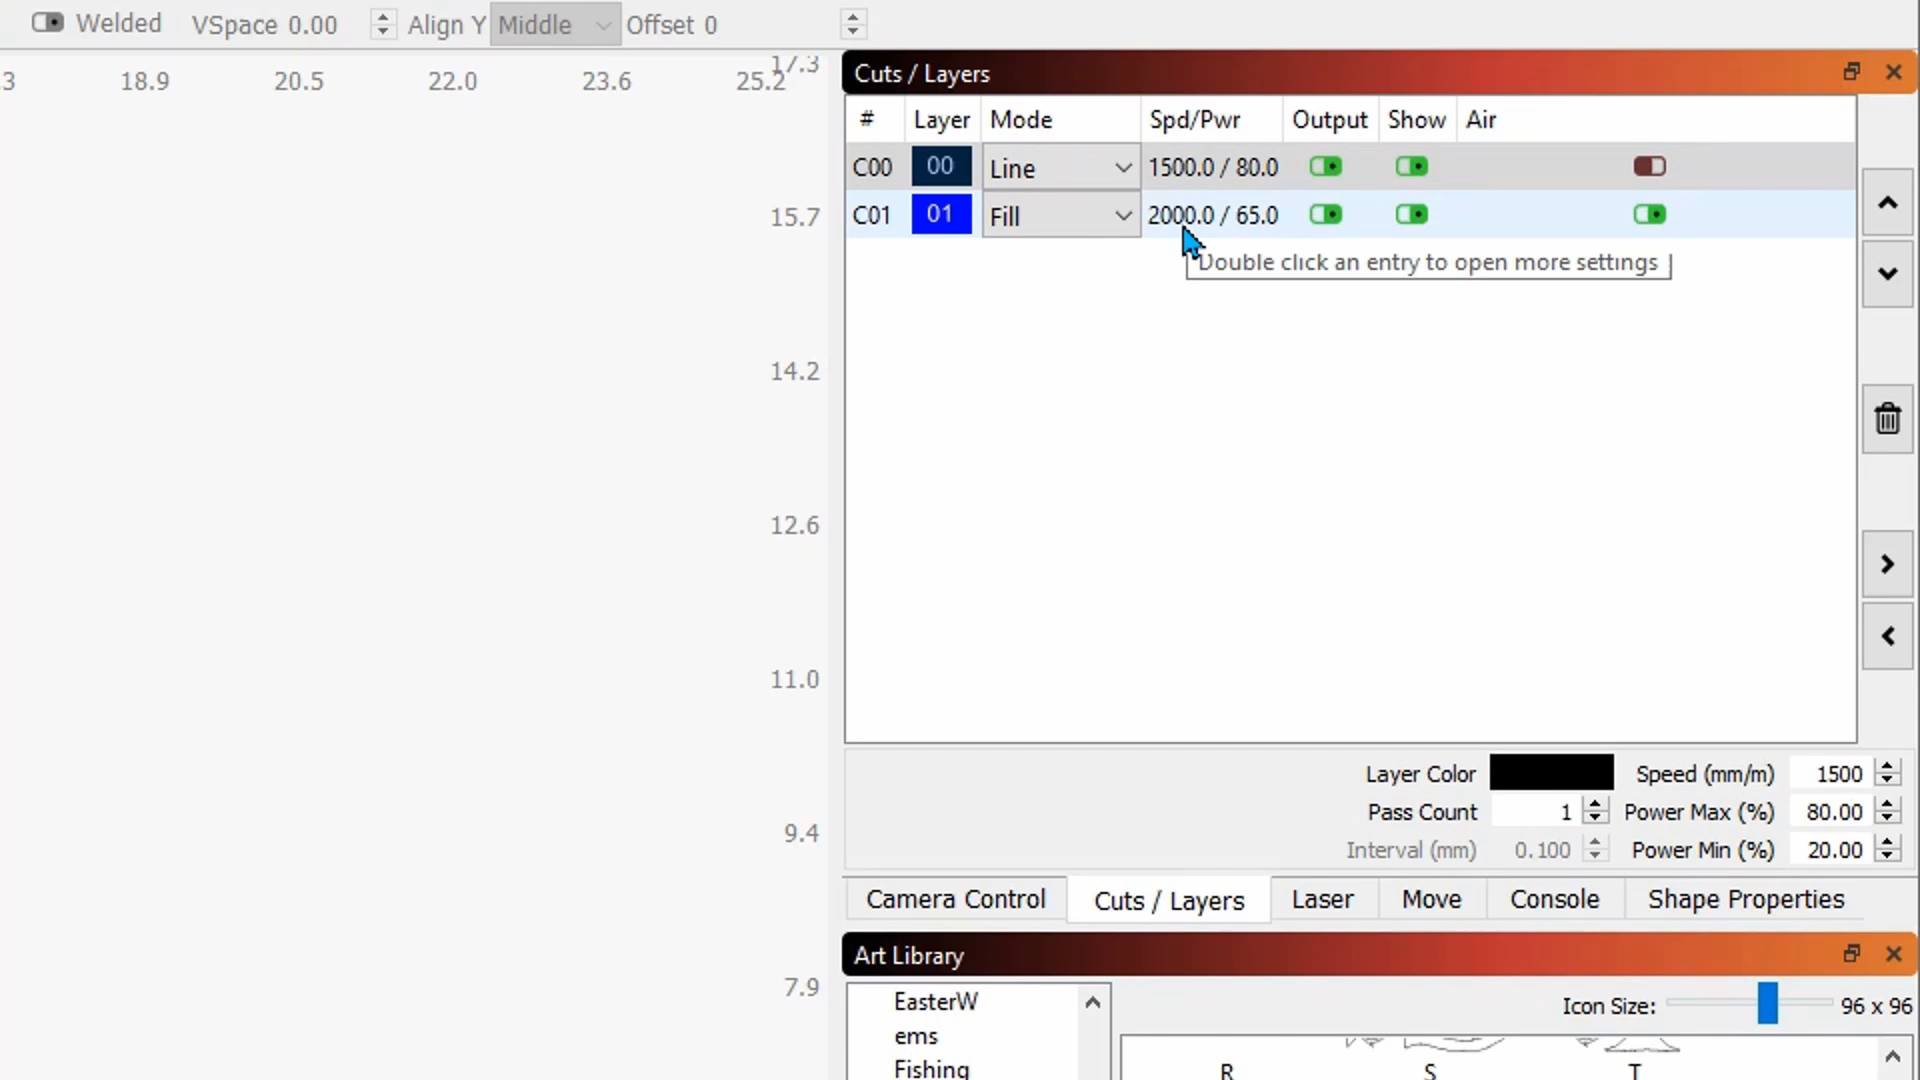 Welded VSpace 0.00 Align Y Middle Offset 0
.3 18.9 20.5 22.0 23.6 25.2 17.3
Cuts / Layers
# Layer Mode Spd/Pwr Output Show Air
C00 00 Line 1500.0 / 80.0
C01 01 Fill 2000.0 / 65.0
15.7
Double click an entry to open more settings
14.2
12.6
11.0
Layer Color Speed (mm/m) 1500
Pass Count 1 Power Max (%) 80.00
9.4
Interval (mm) 0.100 Power Min (%) 20.00
Camera Control Cuts / Layers Laser Move Console Shape Properties
Art Library
7.9
EasterW
Icon Size: 96 x 96
ems
Fishing
R S T